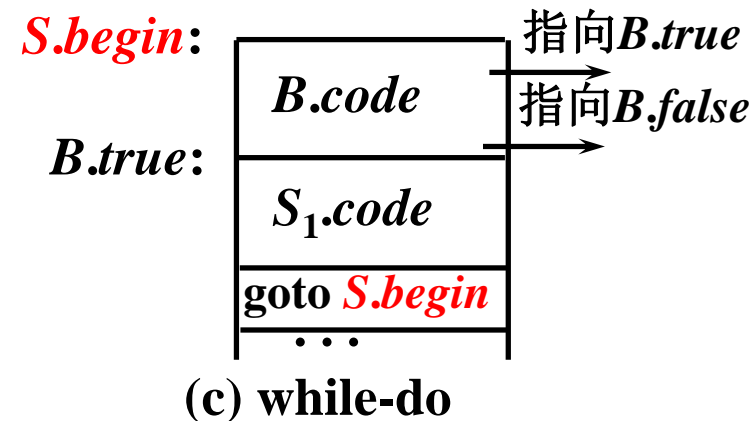 S.begin:
指向B.true
B.code
指向B.false
B.true:
S₁.code
goto S.begin
...
(c) while-do